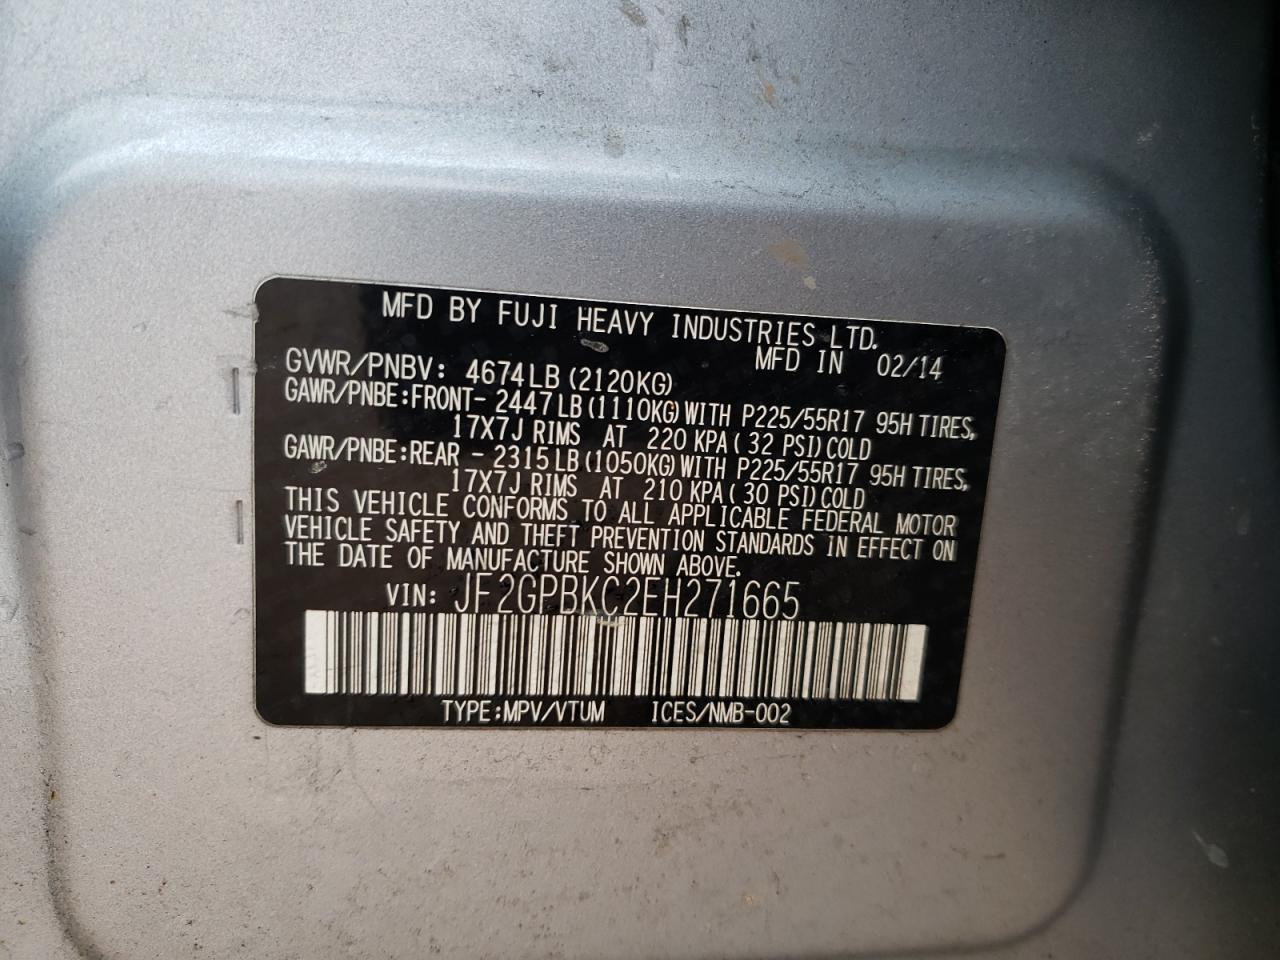 MFD BY FUJI HEAVY INDUSTRIES LTD.
MFD IN 02/14
GVWR/PNBV: 4674LB (2120KG)
GAWR/PNBE:FRONT- 2447LB (1110KG) WITH P225/55R17 95H TIRES,
17X7J RIMS AT 220 KPA ( 32 PSI) COLD
GAWR/PNBE:REAR - 2315LB (1050KG) WITH P225/55R17 95H TIRES,
17X7J RIMS AT 210 KPA ( 30 PSI) COLD
THIS VEHICLE CONFORMS TO ALL APPLICABLE FEDERAL MOTOR
VEHICLE SAFETY AND THEFT PREVENTION STANDARDS IN EFFECT ON
THE DATE OF MANUFACTURE SHOWN ABOVE.
VIN: JF2GPBKC2EH271665
TYPE:MPV/VTUM ICES/NMB-002